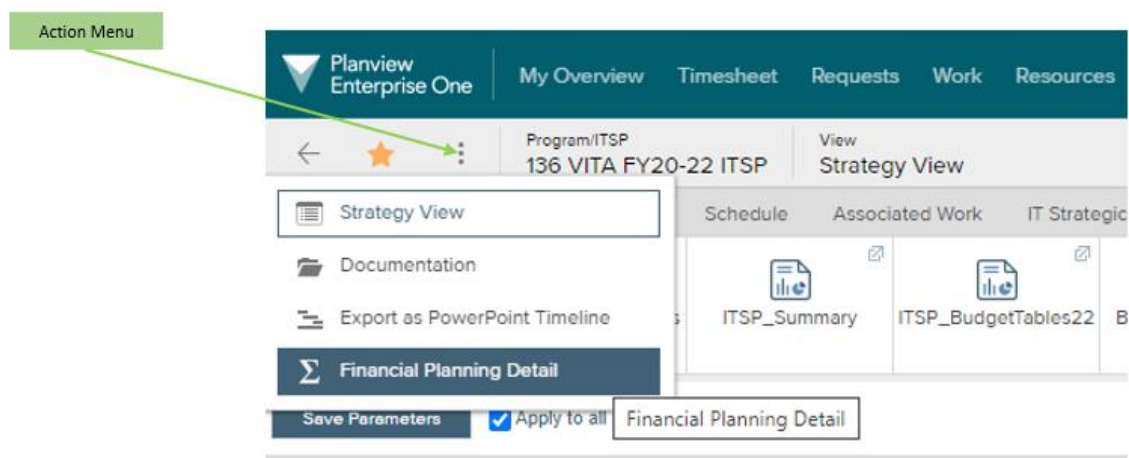 Action Menu
Planview
Enterprise One
My Overview
Timesheet
Requests
Work
Resources
Program/ITSP
136 VITA FY20-22 ITSP
View
Strategy View
Strategy View
Schedule
Associated Work
IT Strategic
Documentation
Export as PowerPoint Timeline
s
ITSP_Summary
ITSP_BudgetTables22
B
Financial Planning Detail
Save Parameters
Apply to all
Financial Planning Detail